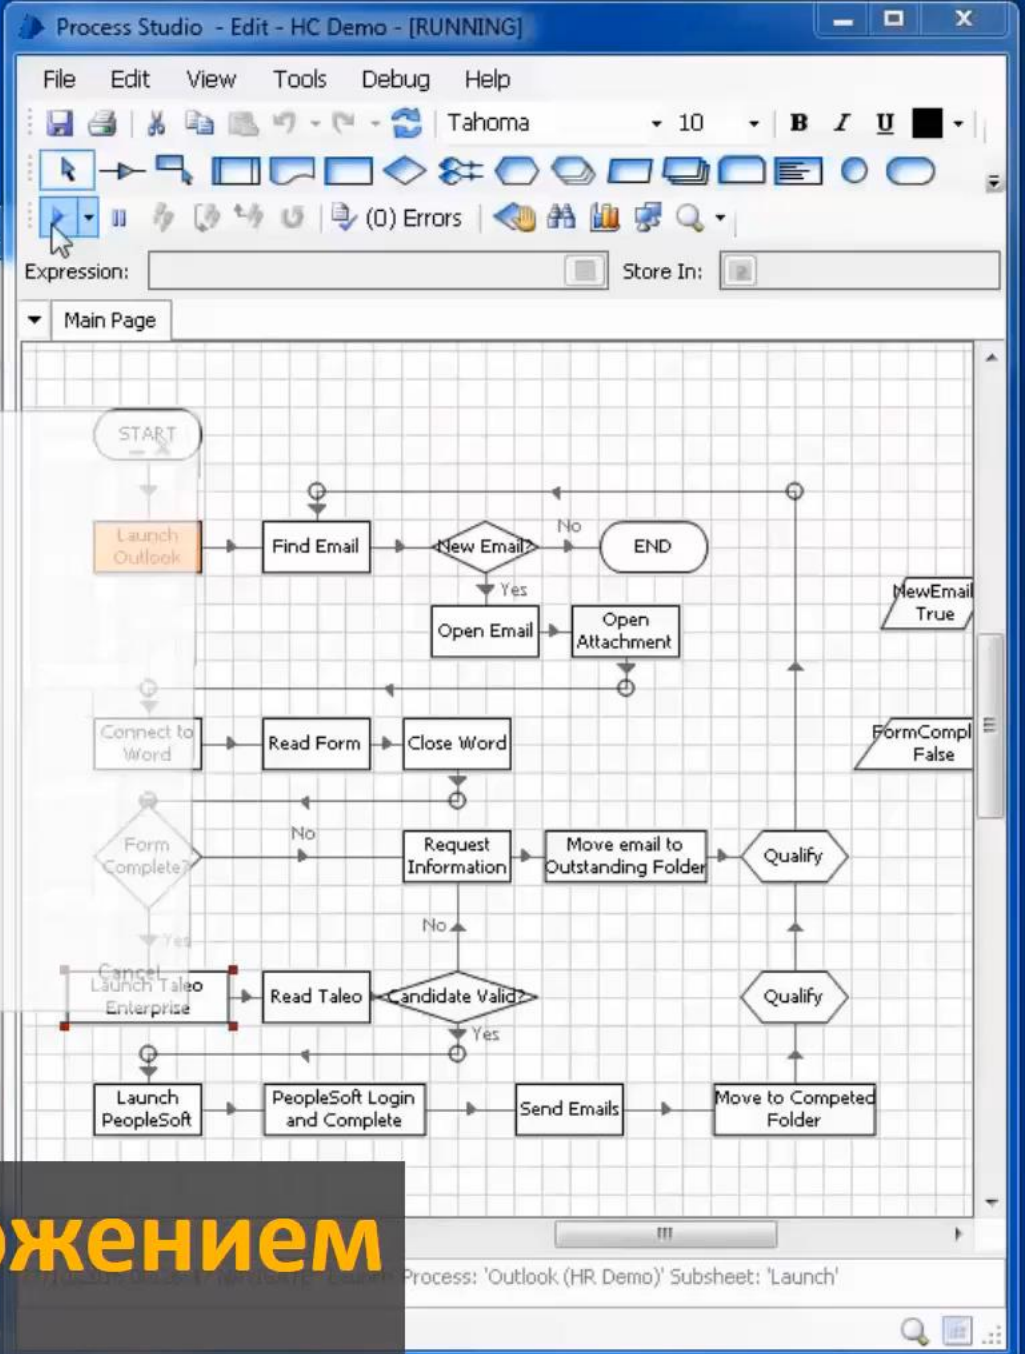 Process Studio - Edit - HC Demo - [RUNNING]
File Edit View Tools Debug Help
Tahoma 10 B I U
(0) Errors
Expression: Store In:
Main Page
START
Launch
Outlook
Find Email
New Email?
No
END
Yes
NewEmail
True
Open Email
Open
Attachment
Connect to
Word
Read Form
Close Word
FormCompl
False
Form
Complete?
No
Request
Information
Move email to
Outstanding Folder
Qualify
Yes
No
Cancel
Launch Taleo
Enterprise
Read Taleo
Candidate Valid?
Qualify
Yes
Launch
PeopleSoft
PeopleSoft Login
and Complete
Send Emails
Move to Competed
Folder
ожением
Process: 'Outlook (HR Demo)' Subsheet: 'Launch'